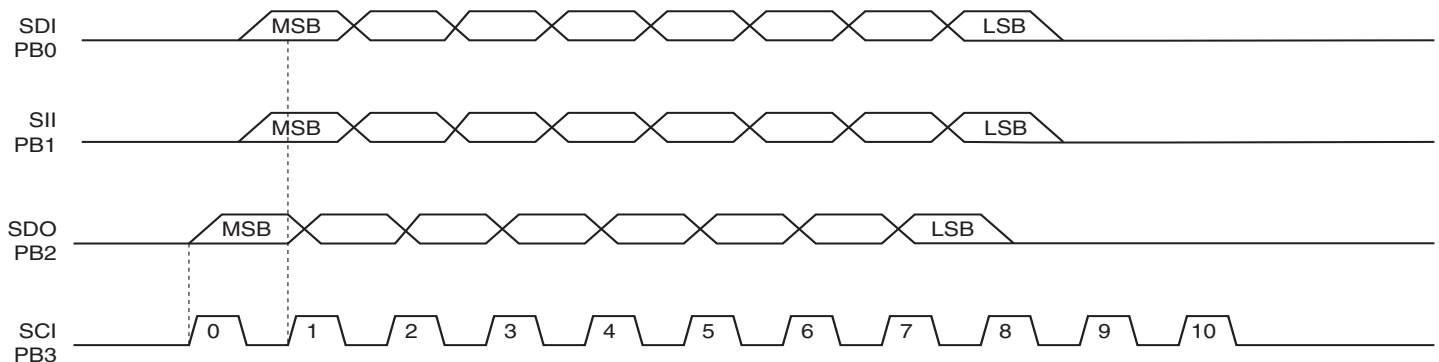 SDI
PB0
MSB LSB
SII
PB1
MSB LSB
SDO
PB2
MSB LSB
SCI
PB3
0 1 2 3 4 5 6 7 8 9 10